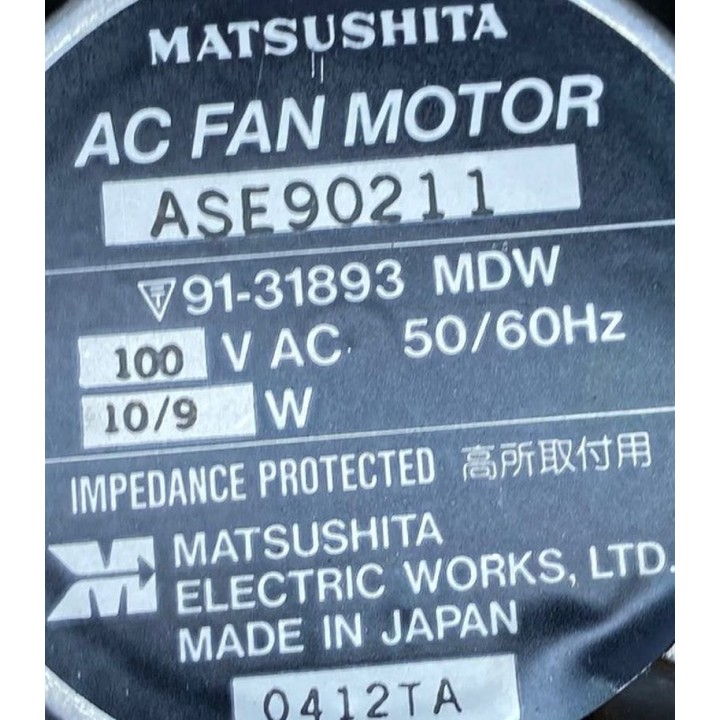 MATSUSHITA
AC FAN MOTOR
ASE90211
91-31893 MDW
100 V AC 50/60Hz
10/9 W
IMPEDANCE PROTECTED 高所取付用
MATSUSHITA
ELECTRIC WORKS, LTD.
MADE IN JAPAN
0412TA